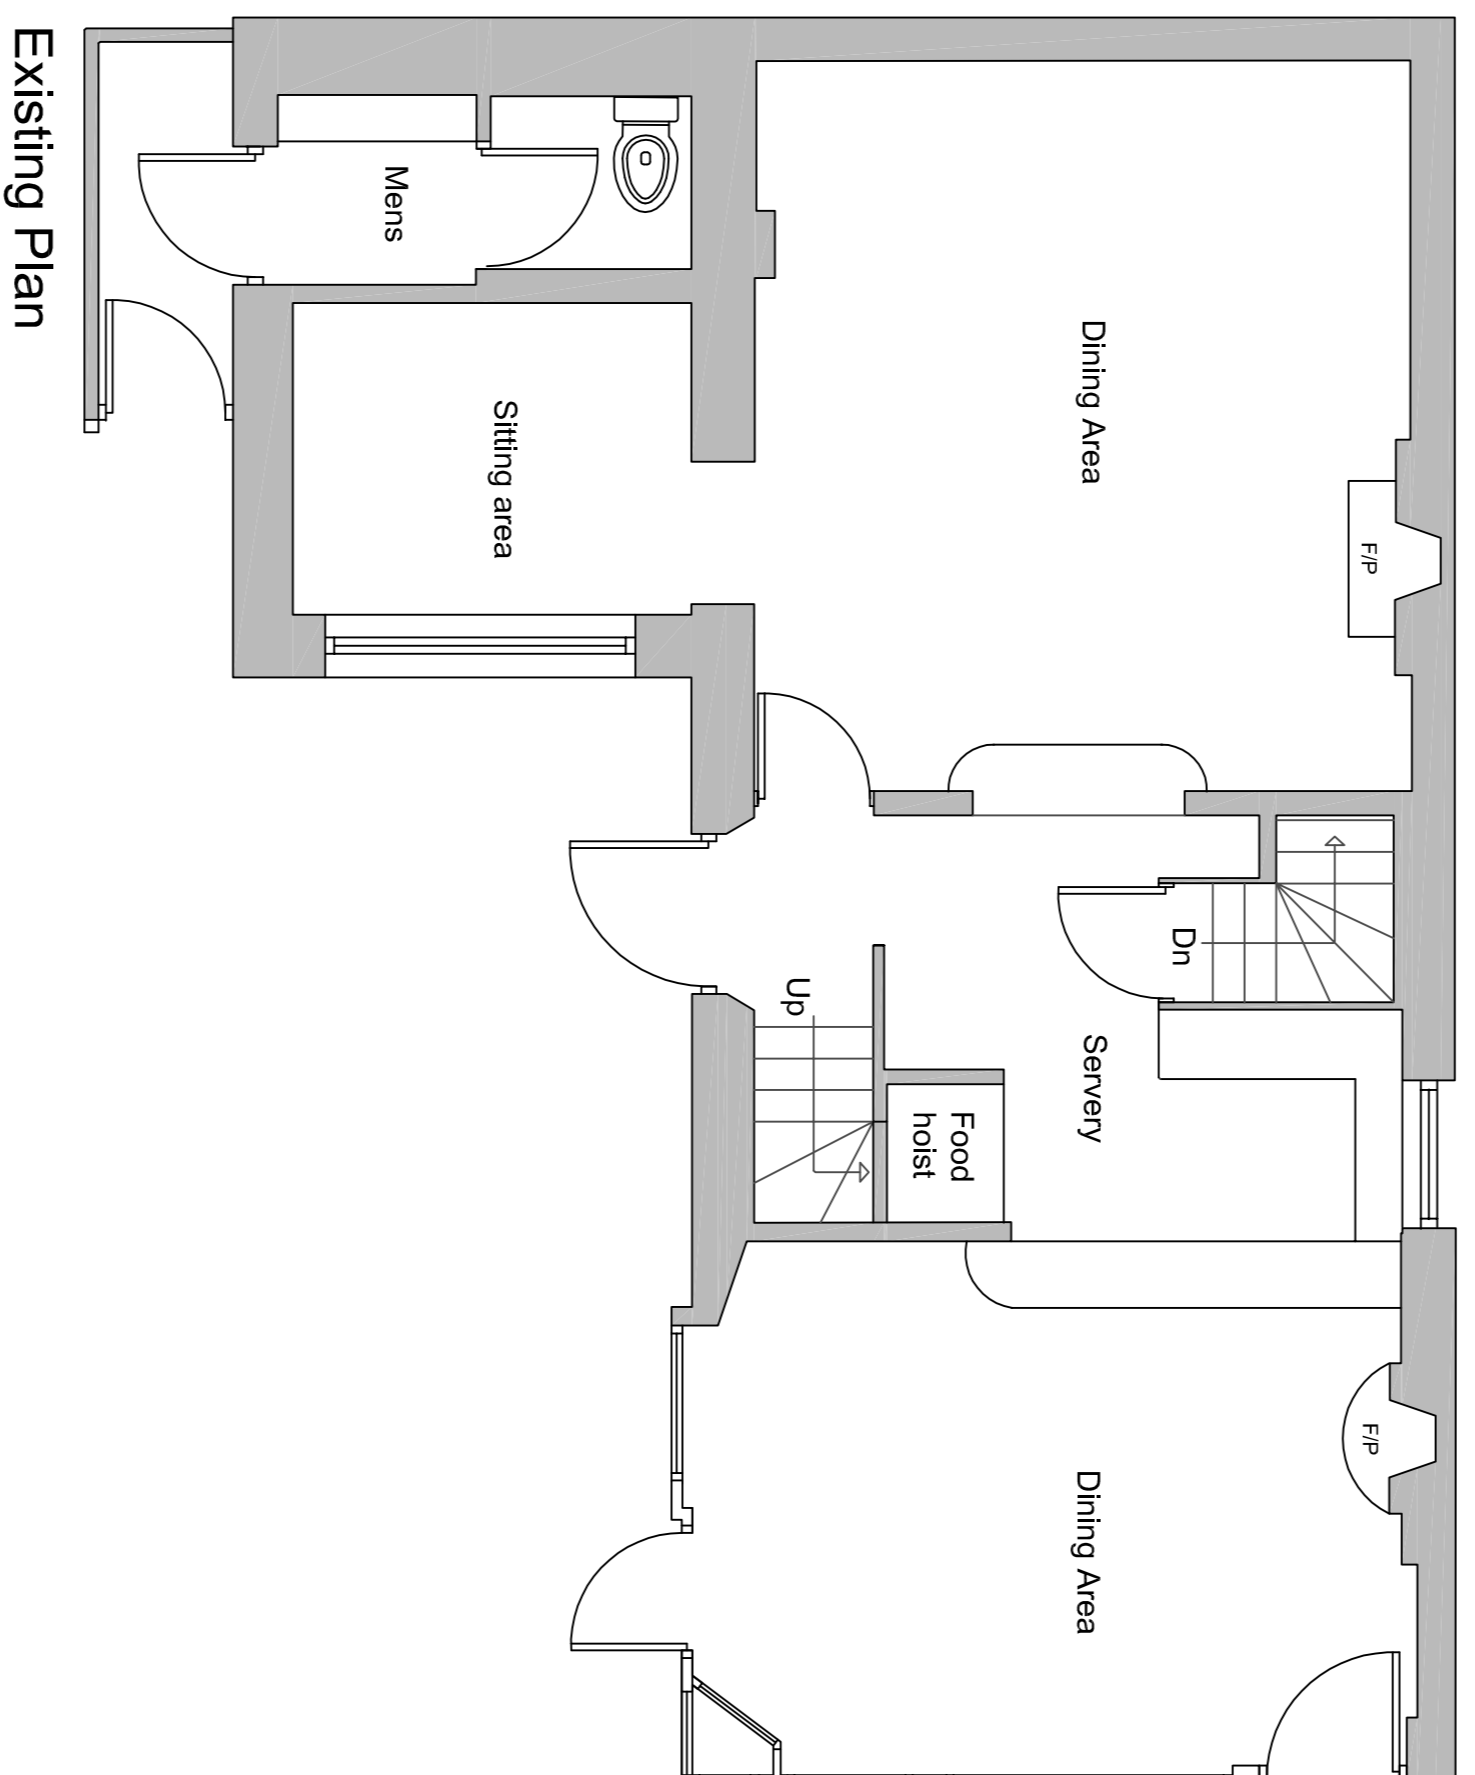 Existing Plan
Mens
Sitting area
Dining Area
F/P
Up
Dn
Servery
Food
hoist
F/P
Dining Area